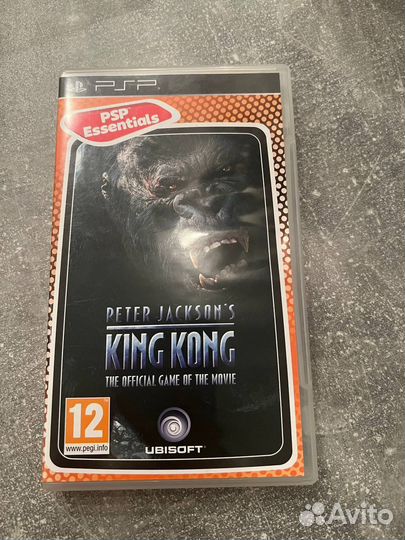 PSP
PSP
Essentials
PETER JACKSON'S
KING KONG
THE OFFICIAL GAME OF THE MOVIE
12
www.pegi.info
UBISOFT
Avito